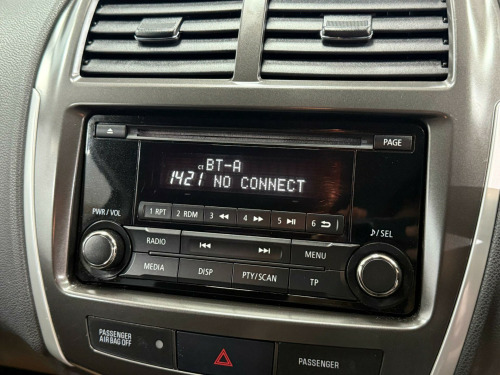 PAGE
CT BT-A
1421 NO CONNECT
1 RPT 2 RDM 3 4 5 6
PWR / VOL
/ SEL
RADIO MENU
MEDIA DISP PTY/SCAN TP
PASSENGER
AIR BAG OFF
PASSENGER